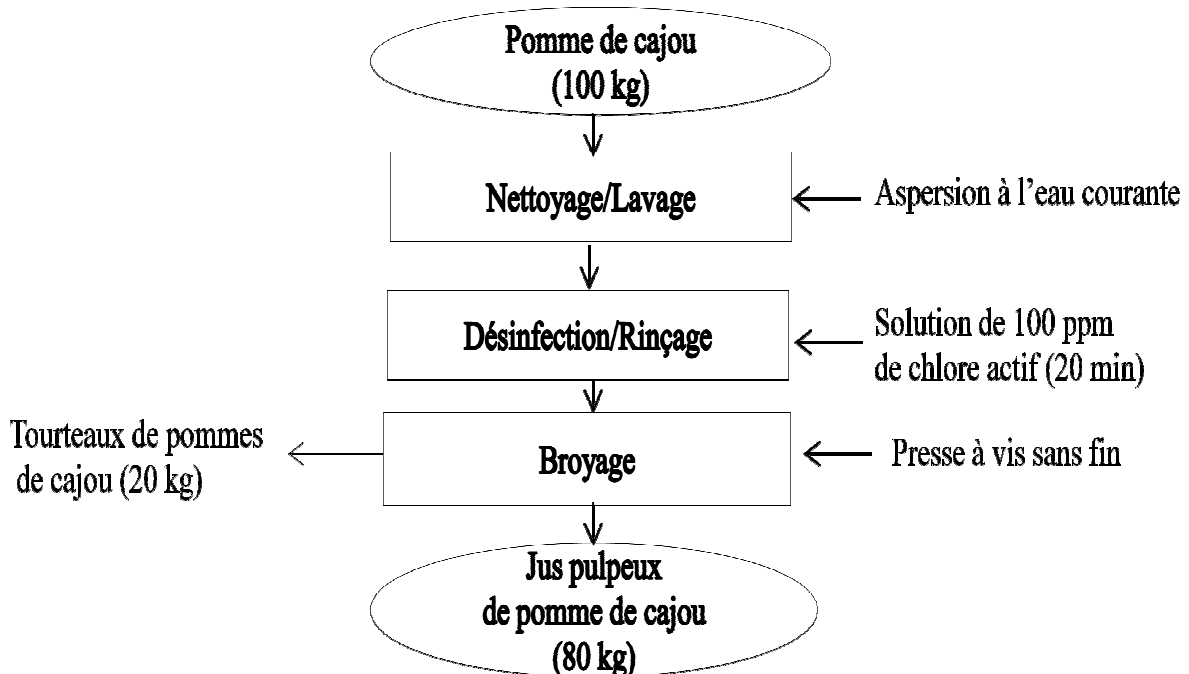 Pomme de cajou
(100 kg)
Nettoyage/Lavage
Aspersion à l’eau courante
Désinfection/Rinçage
Solution de 100 ppm
de chlore actif (20 min)
Tourteaux de pommes
de cajou (20 kg)
Broyage
Presse à vis sans fin
Jus pulpeux
de pomme de cajou
(80 kg)